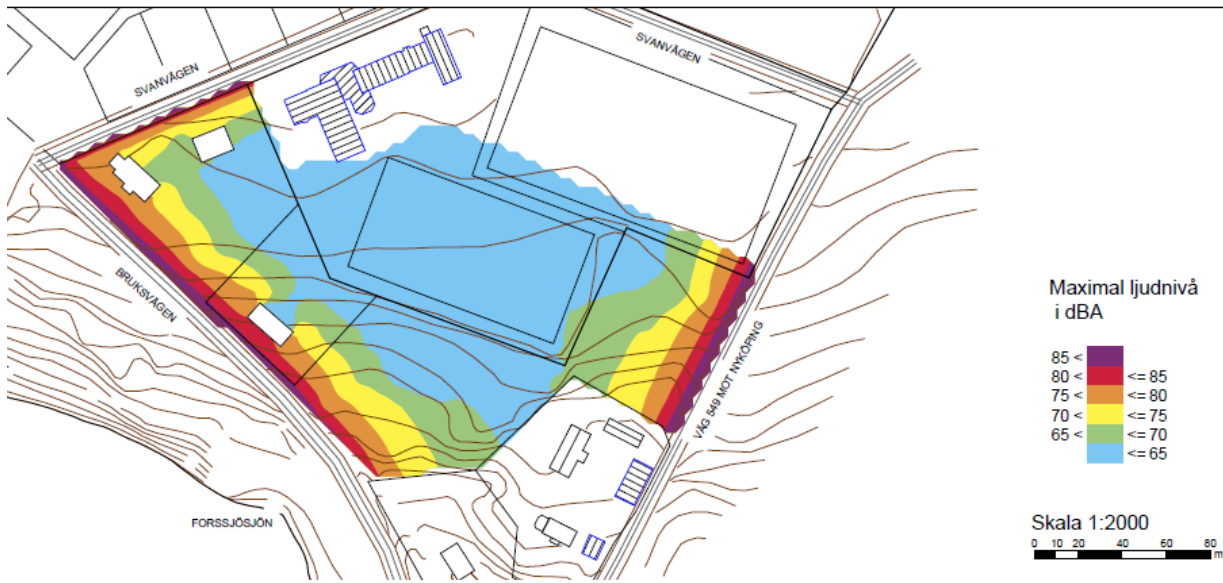 SVANVÄGEN
SVANVÄGEN
BRUKSVÄGEN
VÄG 549 MOT NYKÖPING
FORSSJÖSJÖN
Maximal ljudnivå
i dBA
85 <
80 < <= 85
75 < <= 80
70 < <= 75
65 < <= 70
<= 65
Skala 1:2000
0 10 20 40 60 80
m